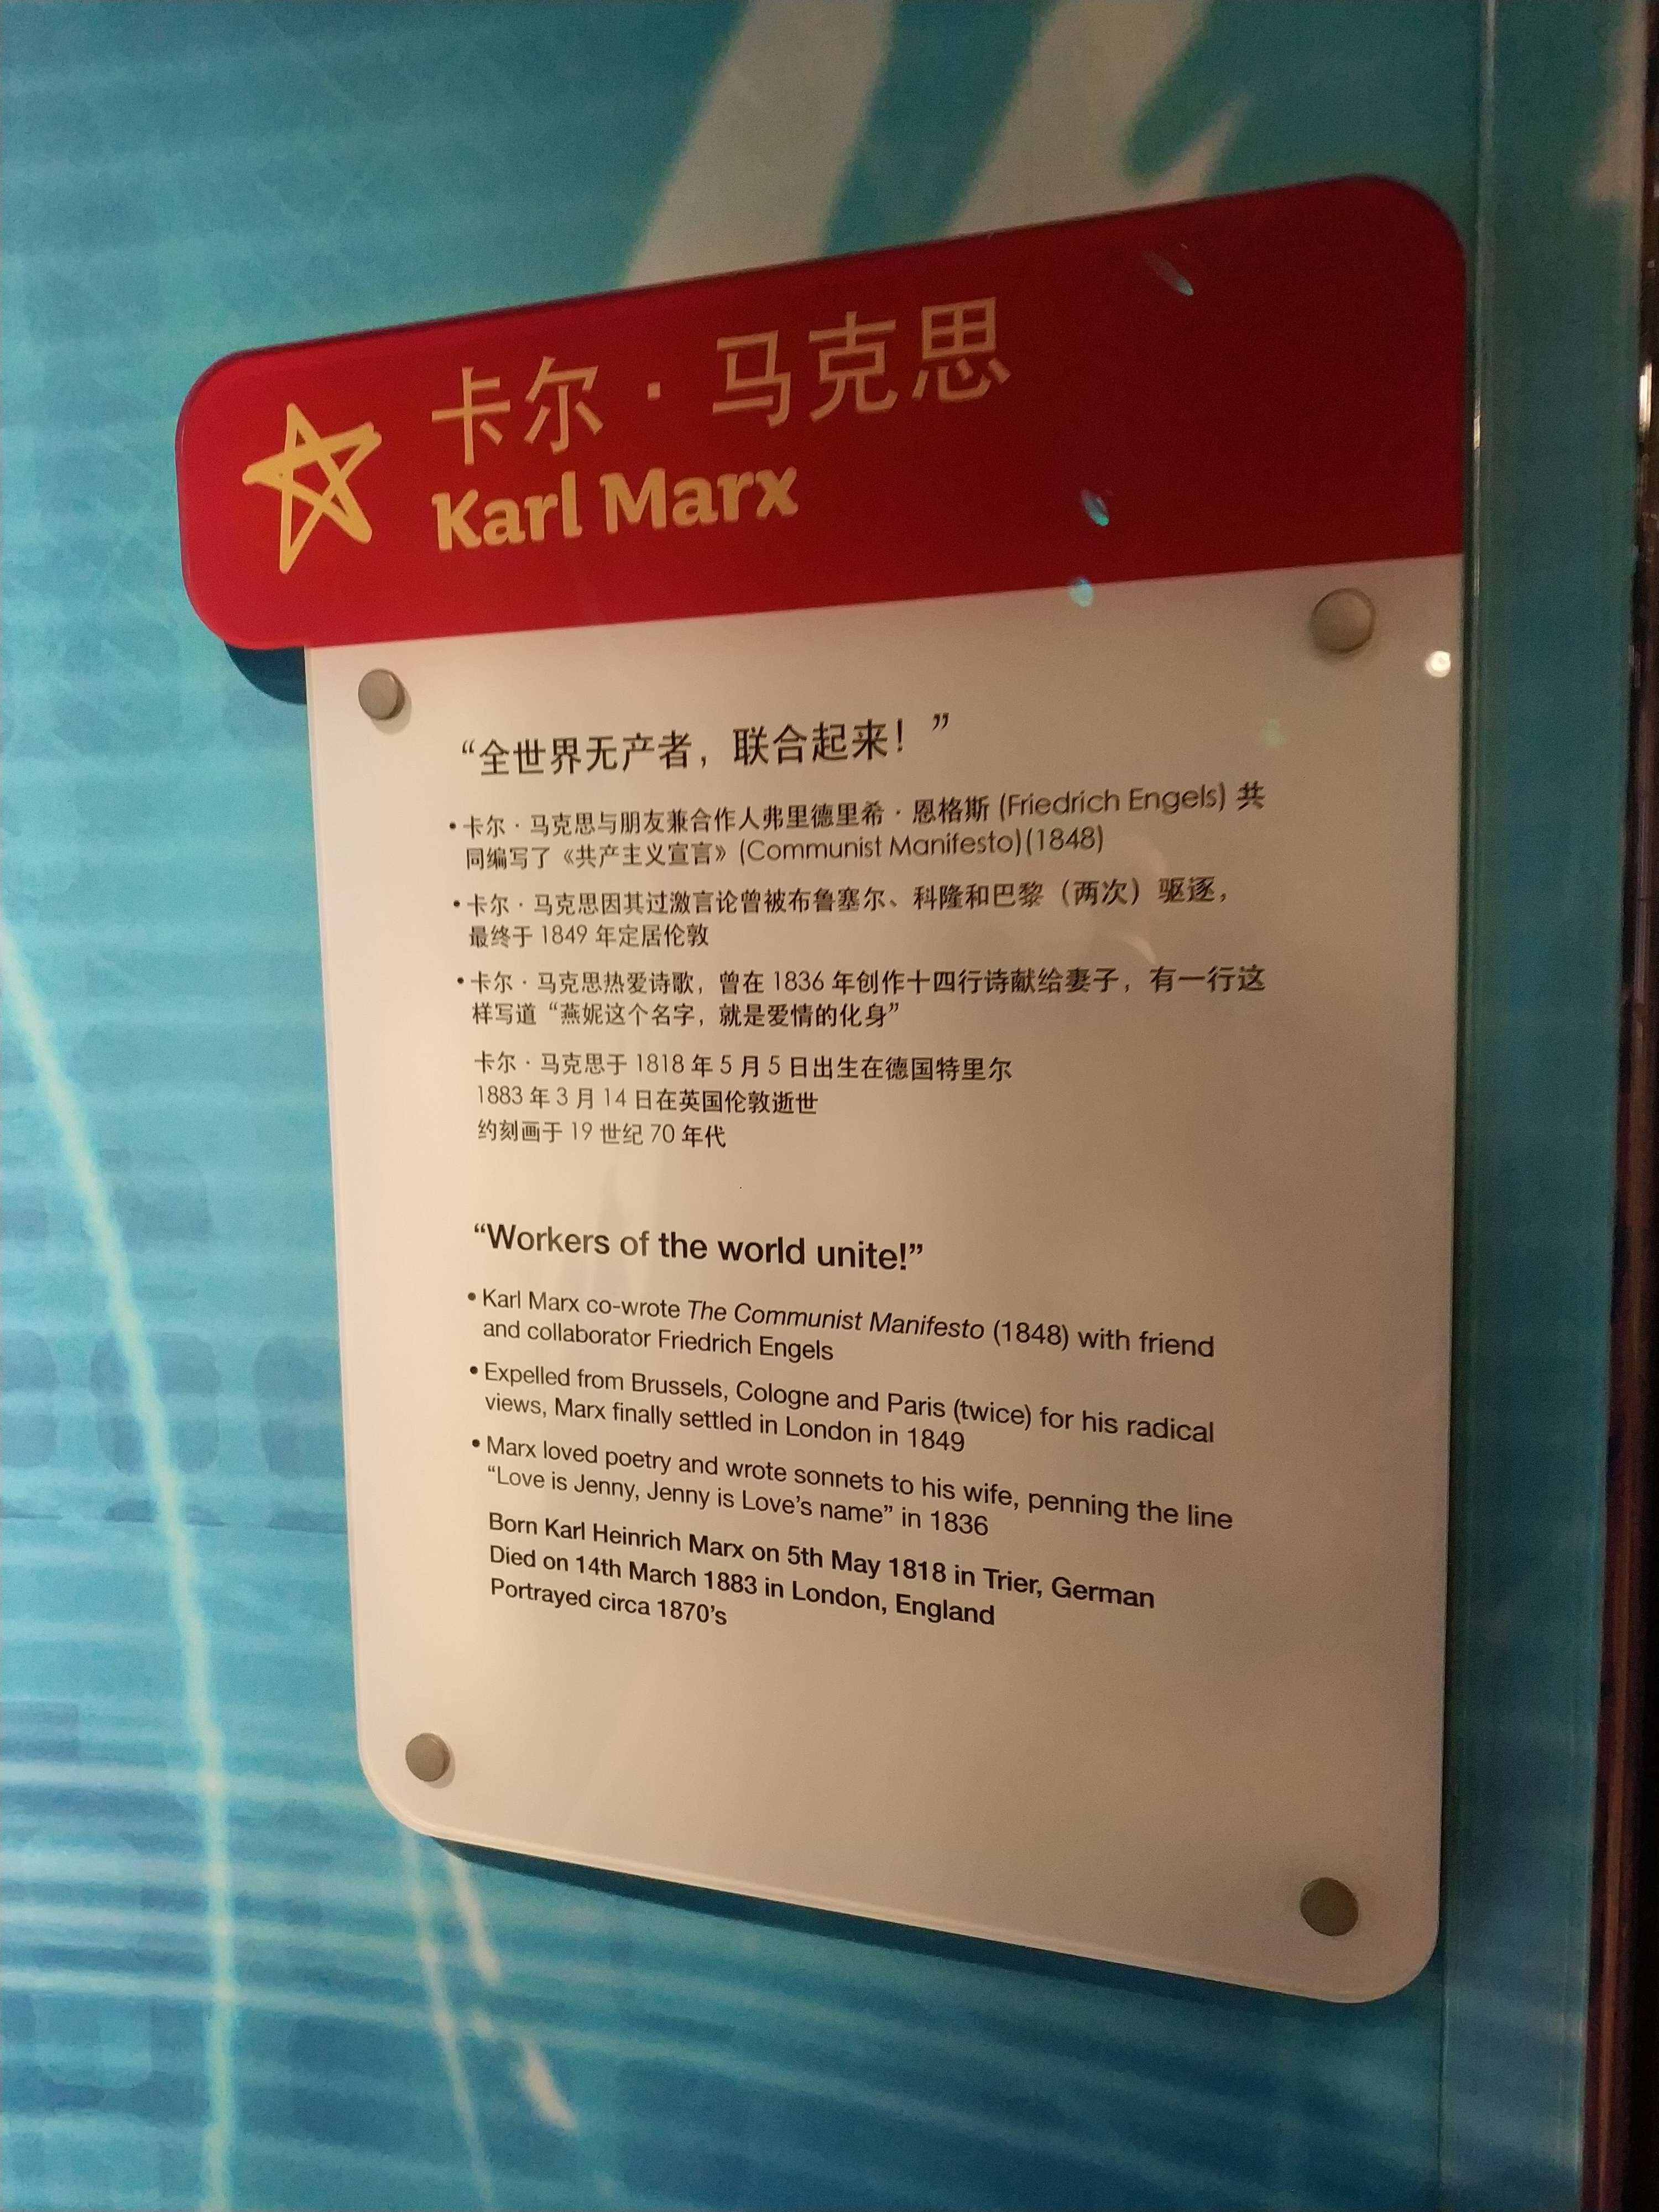 卡尔·马克思
Karl Marx
“全世界无产者，联合起来！”
• 卡尔·马克思与朋友兼合作人弗里德里希·恩格斯 (Friedrich Engels) 共
同编写了《共产主义宣言》(Communist Manifesto)(1848)
• 卡尔·马克思因其过激言论曾被布鲁塞尔、科隆和巴黎（两次）驱逐，
最终于 1849 年定居伦敦
• 卡尔·马克思热爱诗歌，曾在 1836 年创作十四行诗献给妻子，有一行这
样写道“燕妮这个名字，就是爱情的化身”
卡尔·马克思于 1818 年 5 月 5 日出生在德国特里尔
1883 年 3 月 14 日在英国伦敦逝世
约刻画于 19 世纪 70 年代
“Workers of the world unite!”
• Karl Marx co-wrote The Communist Manifesto (1848) with friend
and collaborator Friedrich Engels
• Expelled from Brussels, Cologne and Paris (twice) for his radical
views, Marx finally settled in London in 1849
• Marx loved poetry and wrote sonnets to his wife, penning the line
“Love is Jenny, Jenny is Love’s name” in 1836
Born Karl Heinrich Marx on 5th May 1818 in Trier, German
Died on 14th March 1883 in London, England
Portrayed circa 1870’s